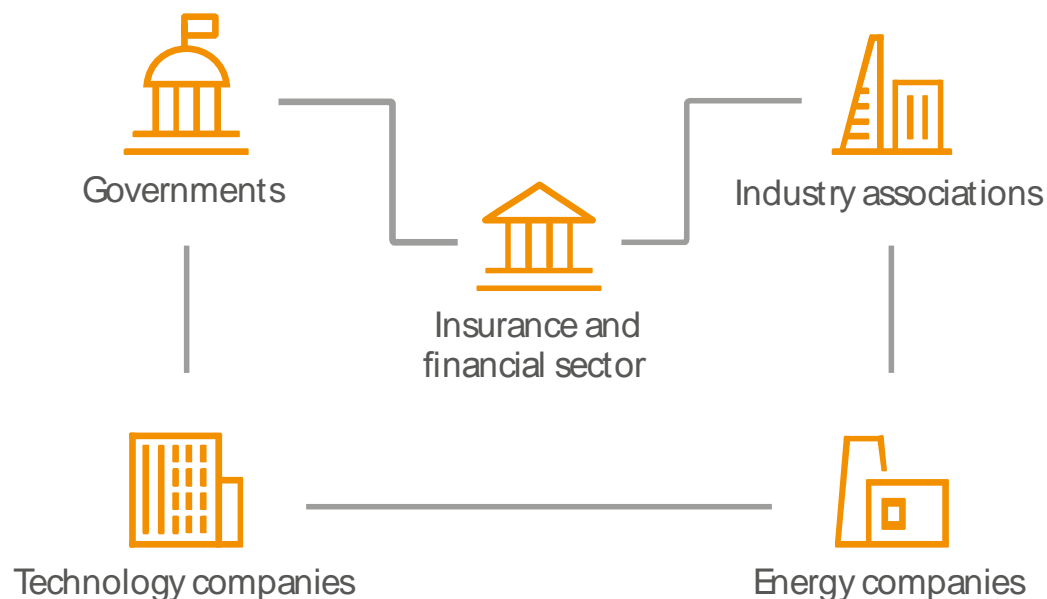 Governments
Industry associations
Insurance and
financial sector
Technology companies
Energy companies